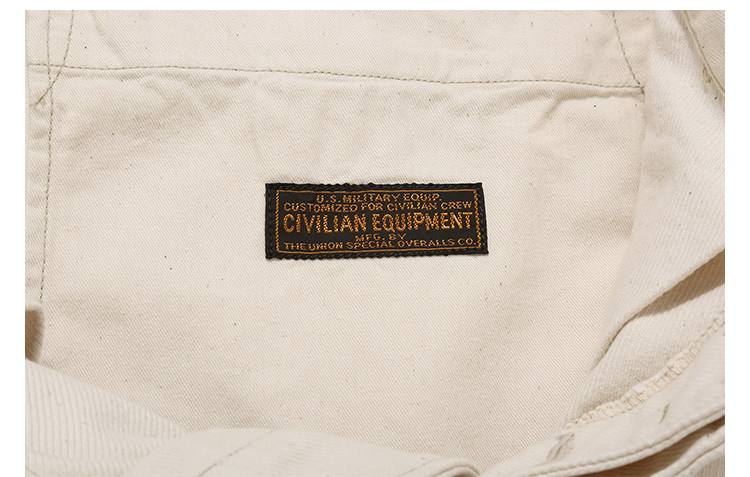 U.S. MILITARY EQUIP.
CUSTOMIZED FOR CIVILIAN CREW
CIVILIAN EQUIPMENT
MFG. BY
THE UNION SPECIAL OVERALLS CO.